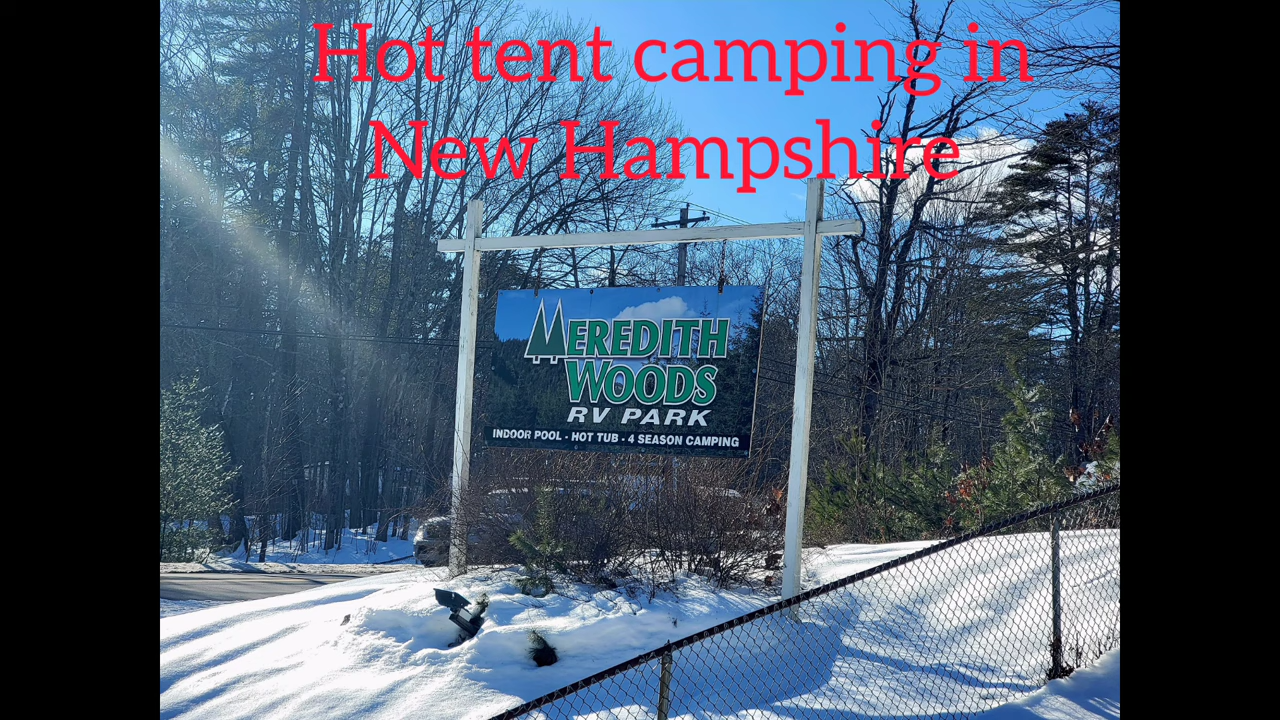 Hot tent camping in
New Hampshire
MEREDITH
WOODS
RV PARK
INDOOR POOL - HOT TUB - 4 SEASON CAMPING